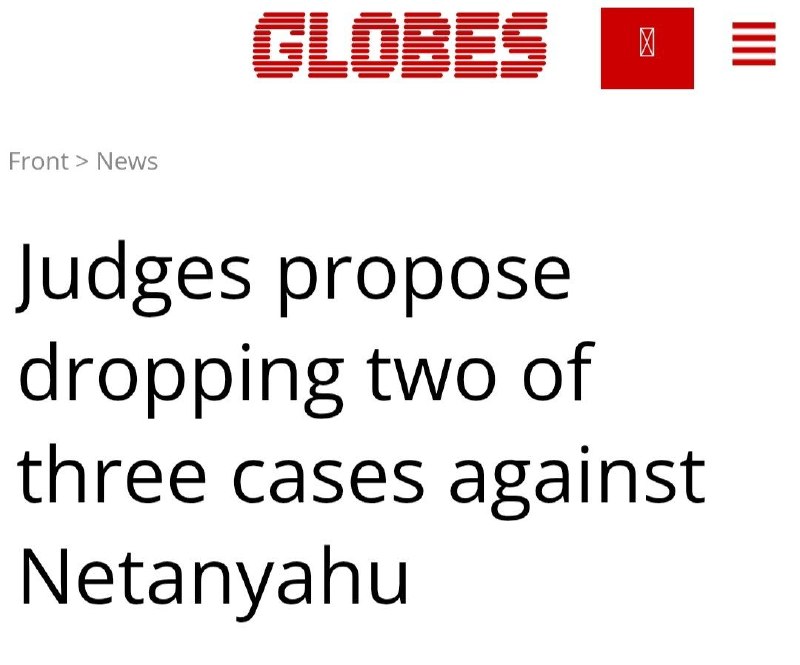 GLOBES
Front > News
Judges propose
dropping two of
three cases against
Netanyahu